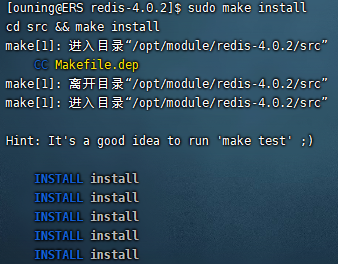 [ouning@ERS redis-4.0.2]$ sudo make install
cd src && make install
make[1]: 进入目录“/opt/module/redis-4.0.2/src”
CC Makefile.dep
make[1]: 离开目录“/opt/module/redis-4.0.2/src”
make[1]: 进入目录“/opt/module/redis-4.0.2/src”
Hint: It's a good idea to run 'make test' ;)
INSTALL install
INSTALL install
INSTALL install
INSTALL install
INSTALL install